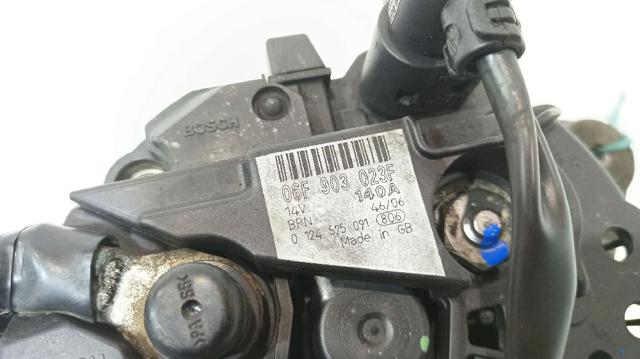 BOSCH
06F 903 023F
14V 140A
BPN 46/06
0 124 525 091 806
Made in GB